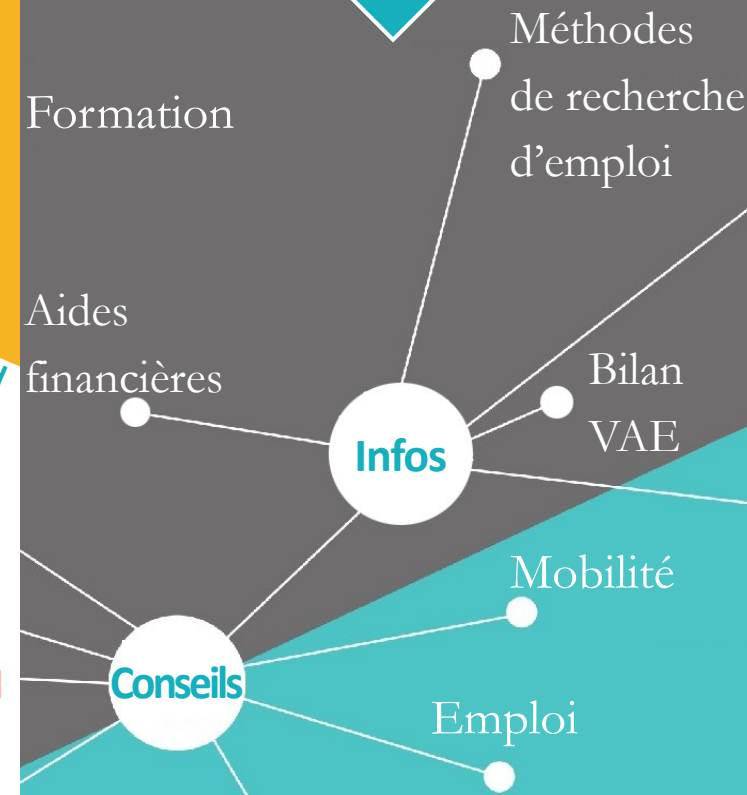 Méthodes
de recherche
d’emploi
Formation
Aides
financières
Bilan
VAE
Infos
Mobilité
Conseils
Emploi